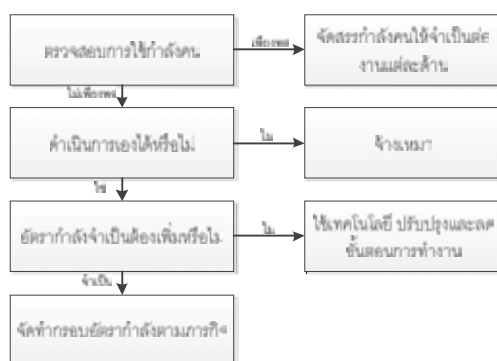 ตรวจสอบการใช้กำลังคน
เพียงพอ
จัดสรรกำลังคนให้จำเป็นต่อ
งานแต่ละด้าน
ไม่เพียงพอ
ดำเนินการเองได้หรือไม่
ไม่
จ้างเหมา
ใช่
อัตรากำลังจำเป็นต้องเพิ่มหรือไม่
ไม่
ใช้เทคโนโลยี ปรับปรุงและลด
ขั้นตอนการทำงาน
จำเป็น
จัดทำกรอบอัตรากำลังตามภารกิจ